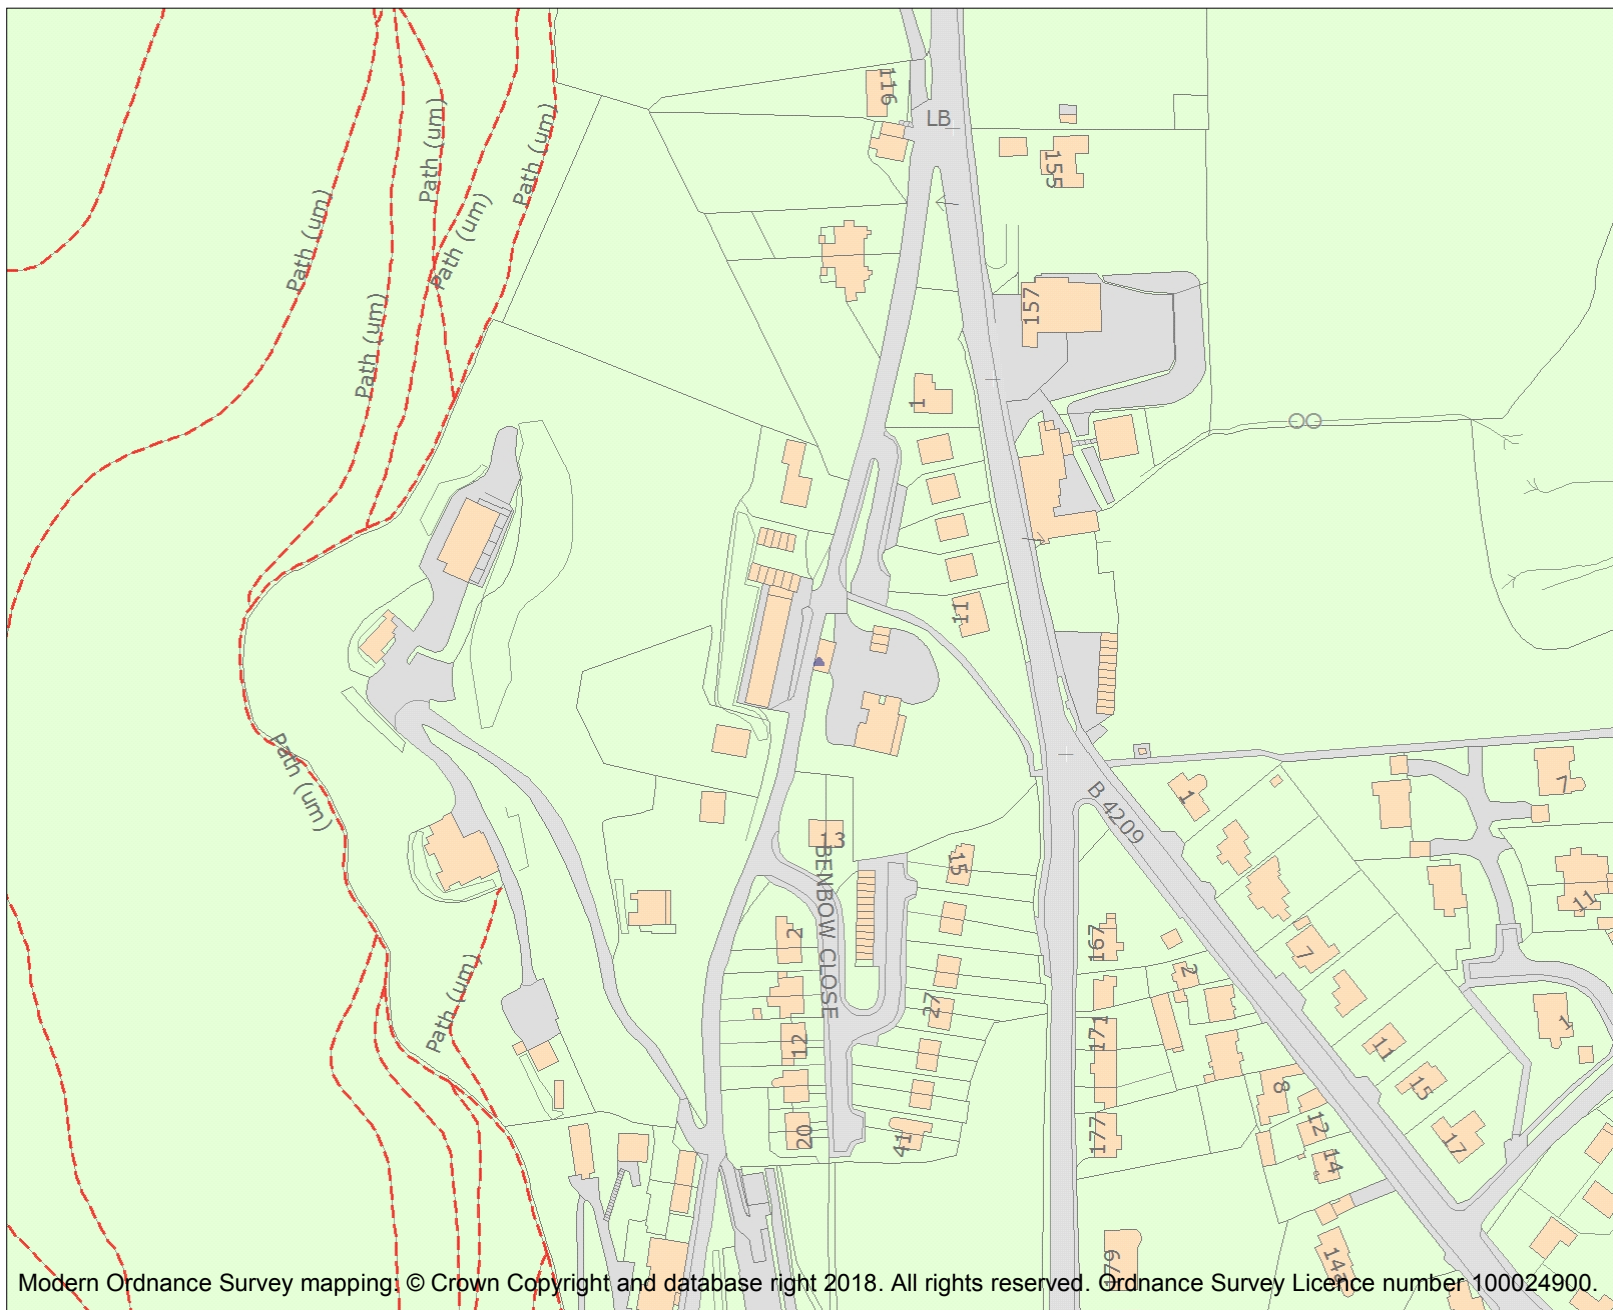 116
LB
155
Path (um)
Path (um)
Path (um)
Path (um)
Path (um)
157
1
11
Path (um)
7
1
B 4209
13
BENBOW CLOSE
15
11
2
167
7
2
Path (um)
27
12
171
1
11
15
8
20
41
177
12
17
14
179
14a
Modern Ordnance Survey mapping: © Crown Copyright and database right 2018. All rights reserved. Ordnance Survey Licence number 100024900.